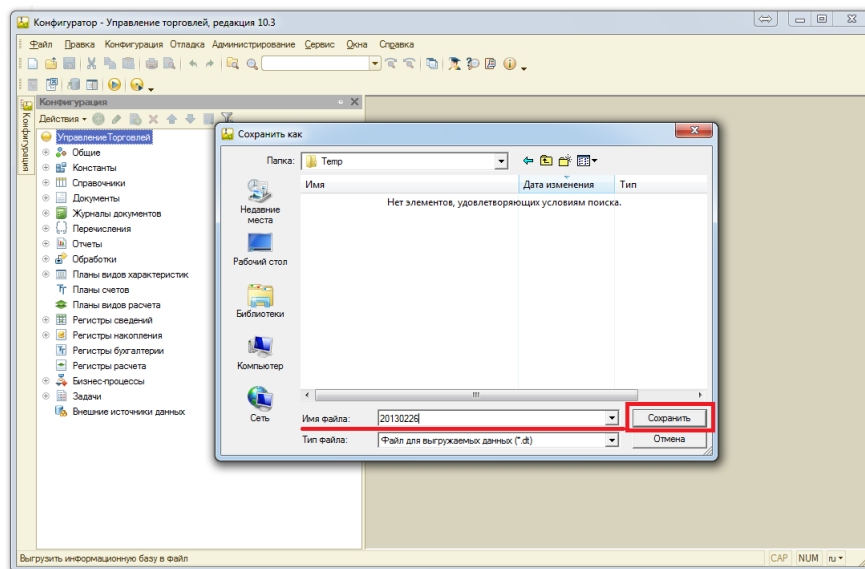 Конфигуратор - Управление торговлей, редакция 10.3
Файл Правка Конфигурация Отладка Администрирование Сервис Окна Справка
Конфигурация
Действия
Конфигурация
УправлениеТорговлей
Общие
Константы
Справочники
Документы
Журналы документов
Перечисления
Отчеты
Обработки
Планы видов характеристик
Планы счетов
Планы видов расчета
Регистры сведений
Регистры накопления
Регистры бухгалтерии
Регистры расчета
Бизнес-процессы
Задачи
Внешние источники данных
Сохранить как
Папка: Temp
Имя Дата изменения Тип
Нет элементов, удовлетворяющих условиям поиска.
Недавние места
Рабочий стол
Библиотеки
Компьютер
Сеть
Имя файла: 20130226 Сохранить
Тип файла: Файл для выгружаемых данных (*.dt) Отмена
Выгрузить информационную базу в файл CAP NUM ru